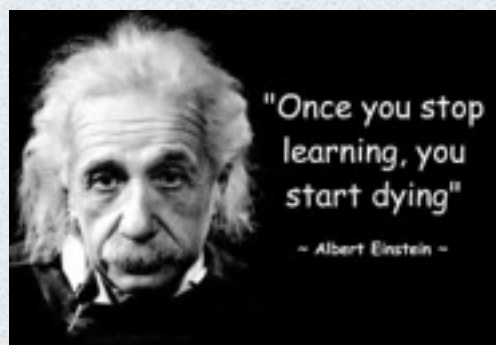 "Once you stop
learning, you
start dying"
~ Albert Einstein ~